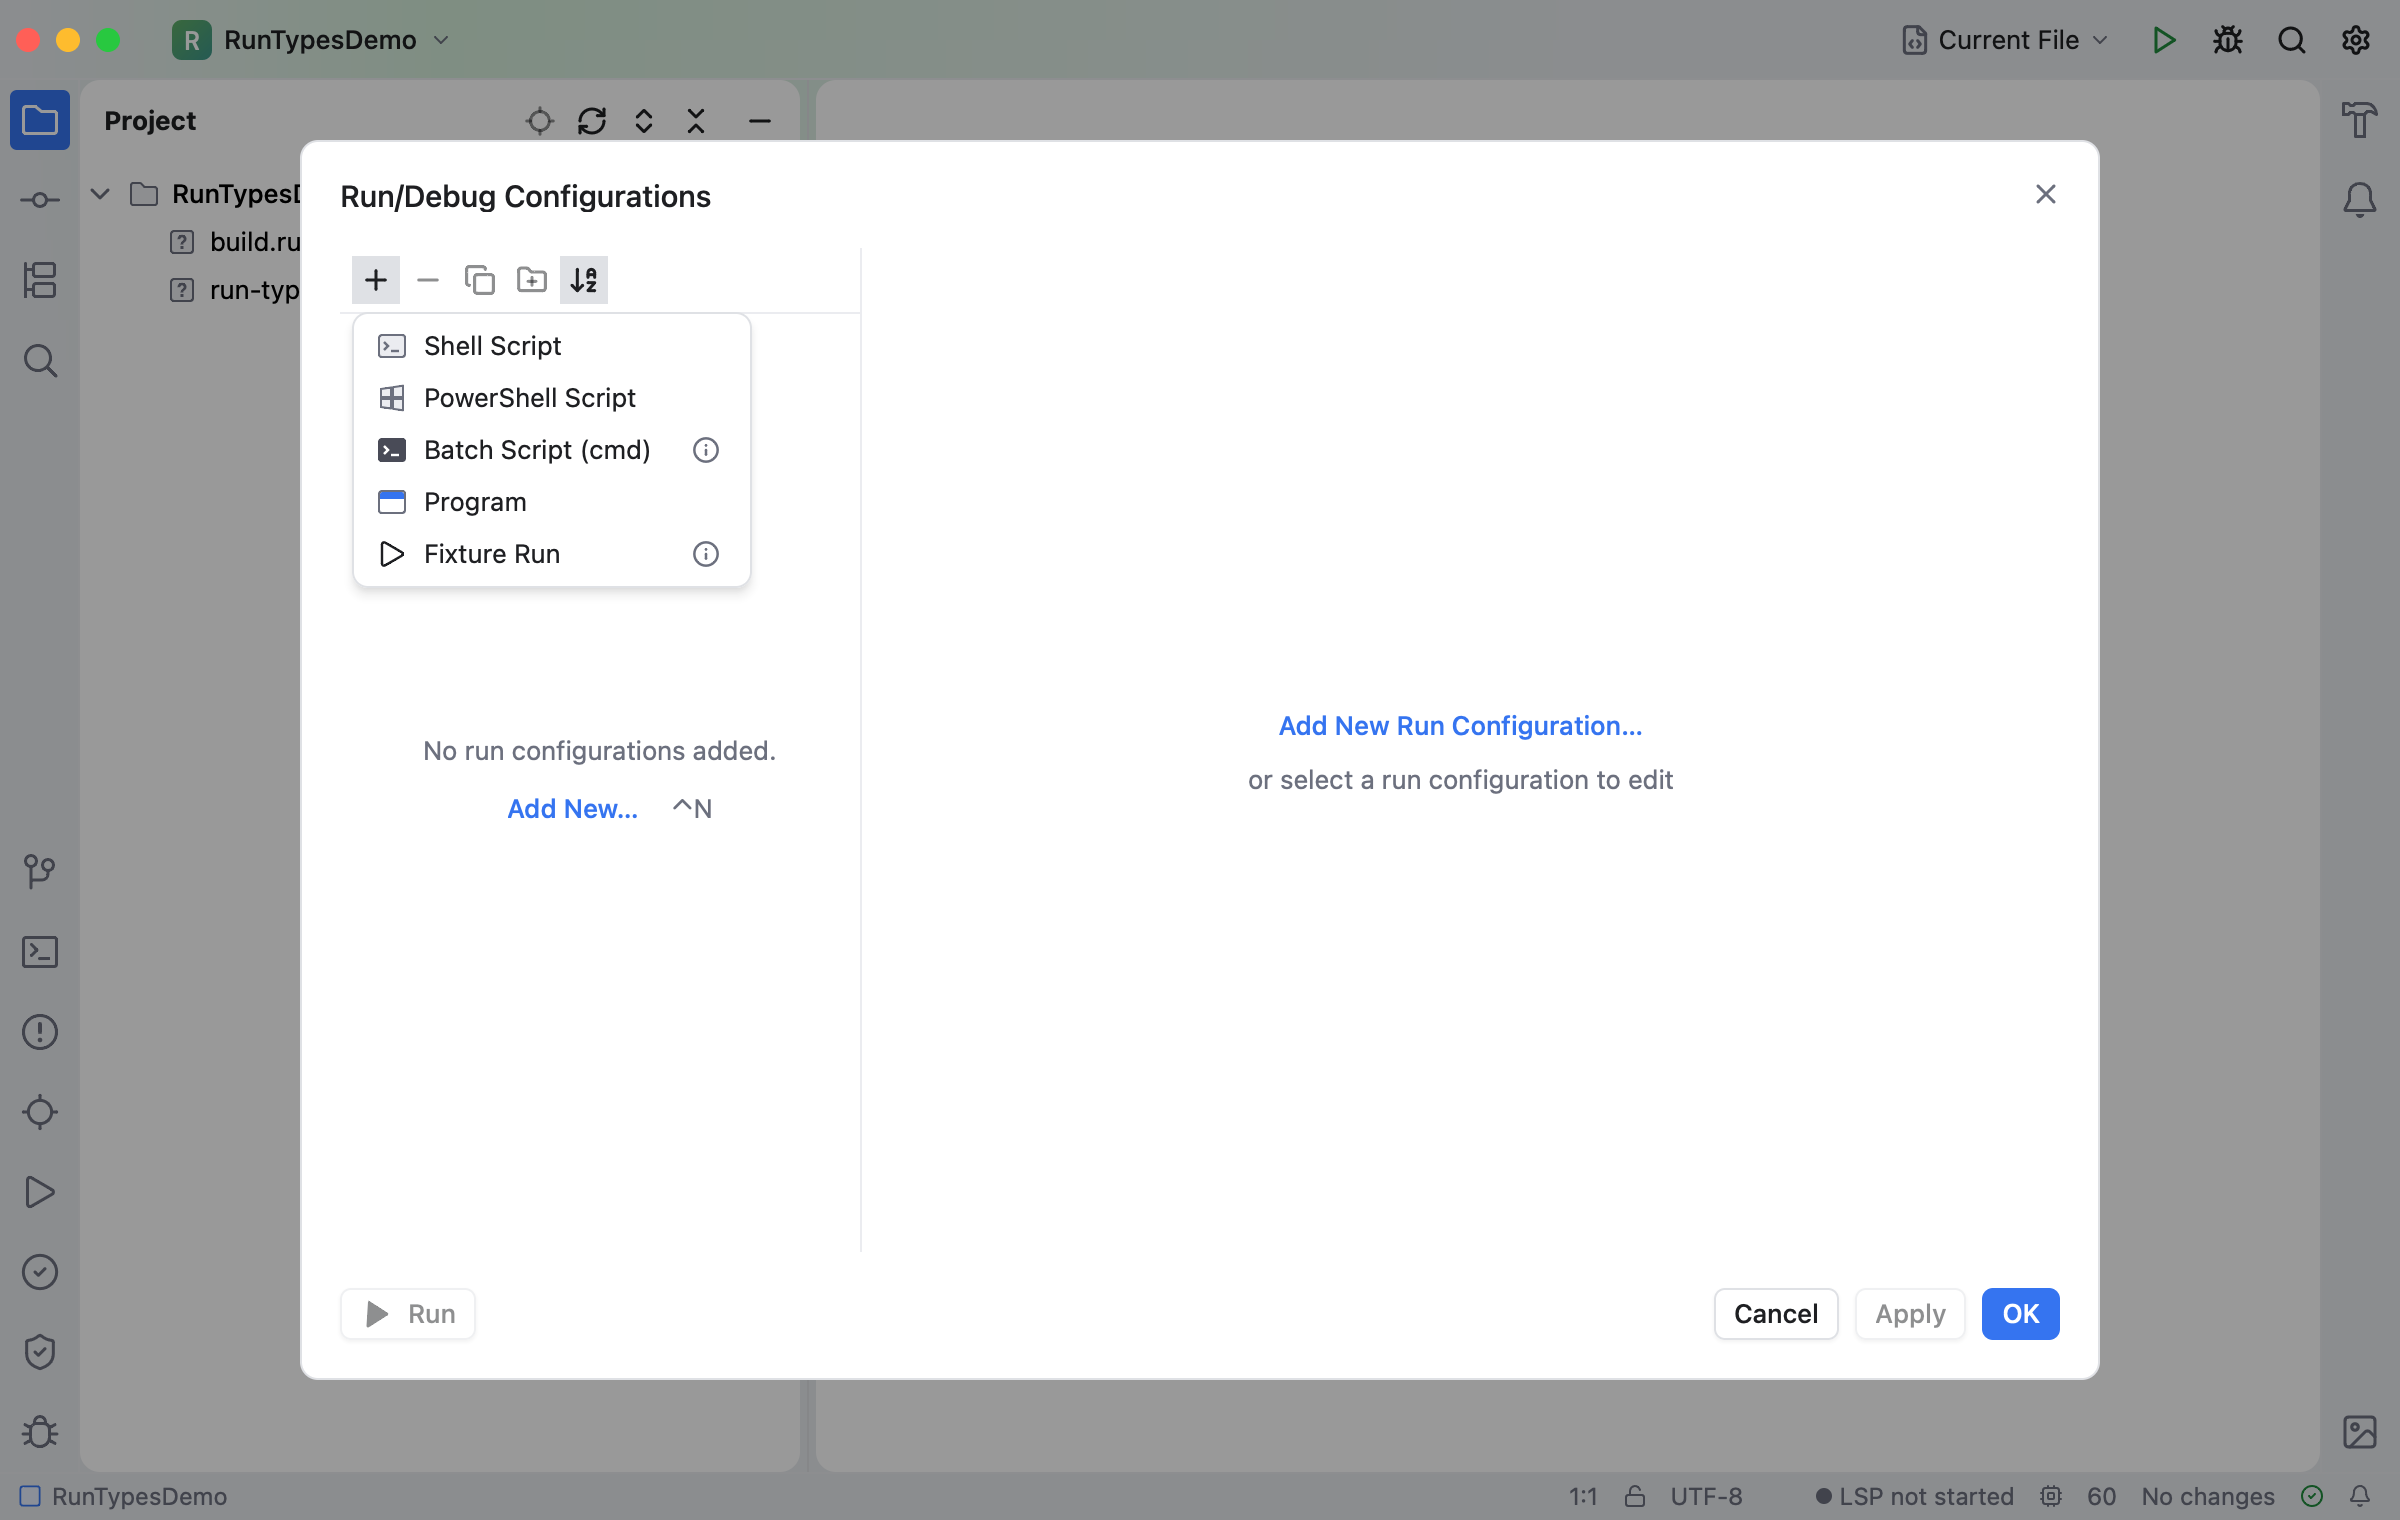 R RunTypesDemo
Current File
Project
RunTypesD
build.ru
run-typ
Run/Debug Configurations
Shell Script
PowerShell Script
Batch Script (cmd)
Program
Fixture Run
No run configurations added.
Add New... ^N
Add New Run Configuration...
or select a run configuration to edit
Run
Cancel
Apply
OK
RunTypesDemo
1:1
UTF-8
LSP not started
60
No changes